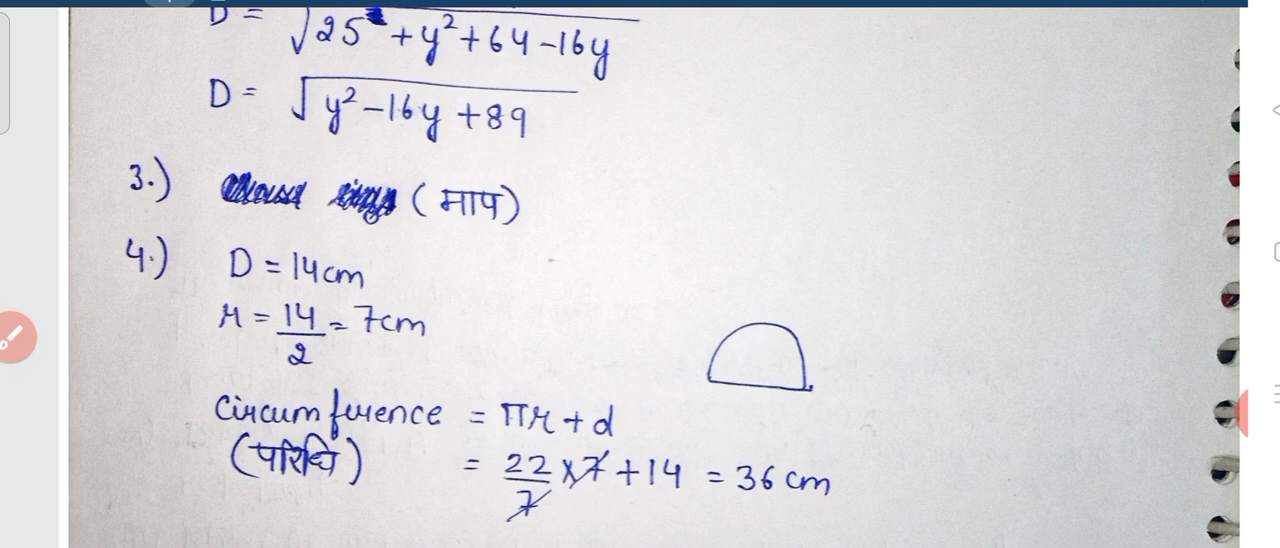 D = √25 + y² + 64 - 16y
D = √y² - 16y + 89
3.) (माप)
4.) D = 14cm
r = 14/2 = 7cm
Circumference = πr + d
(परिधि) = 22/7 × 7 + 14 = 36 cm